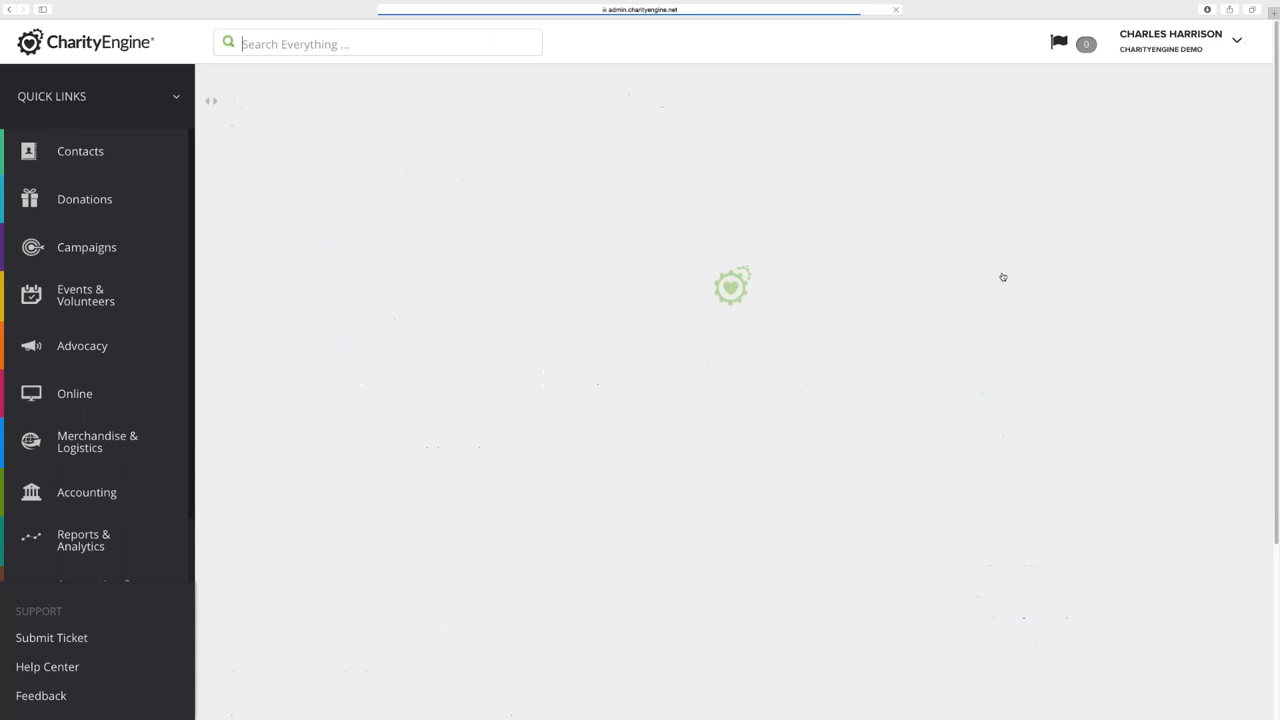 admin.charityengine.net
CharityEngine®
Search Everything ...
0
CHARLES HARRISON
CHARITYENGINE DEMO
QUICK LINKS
Contacts
Donations
Campaigns
Events &
Volunteers
Advocacy
Online
Merchandise &
Logistics
Accounting
Reports &
Analytics
SUPPORT
Submit Ticket
Help Center
Feedback